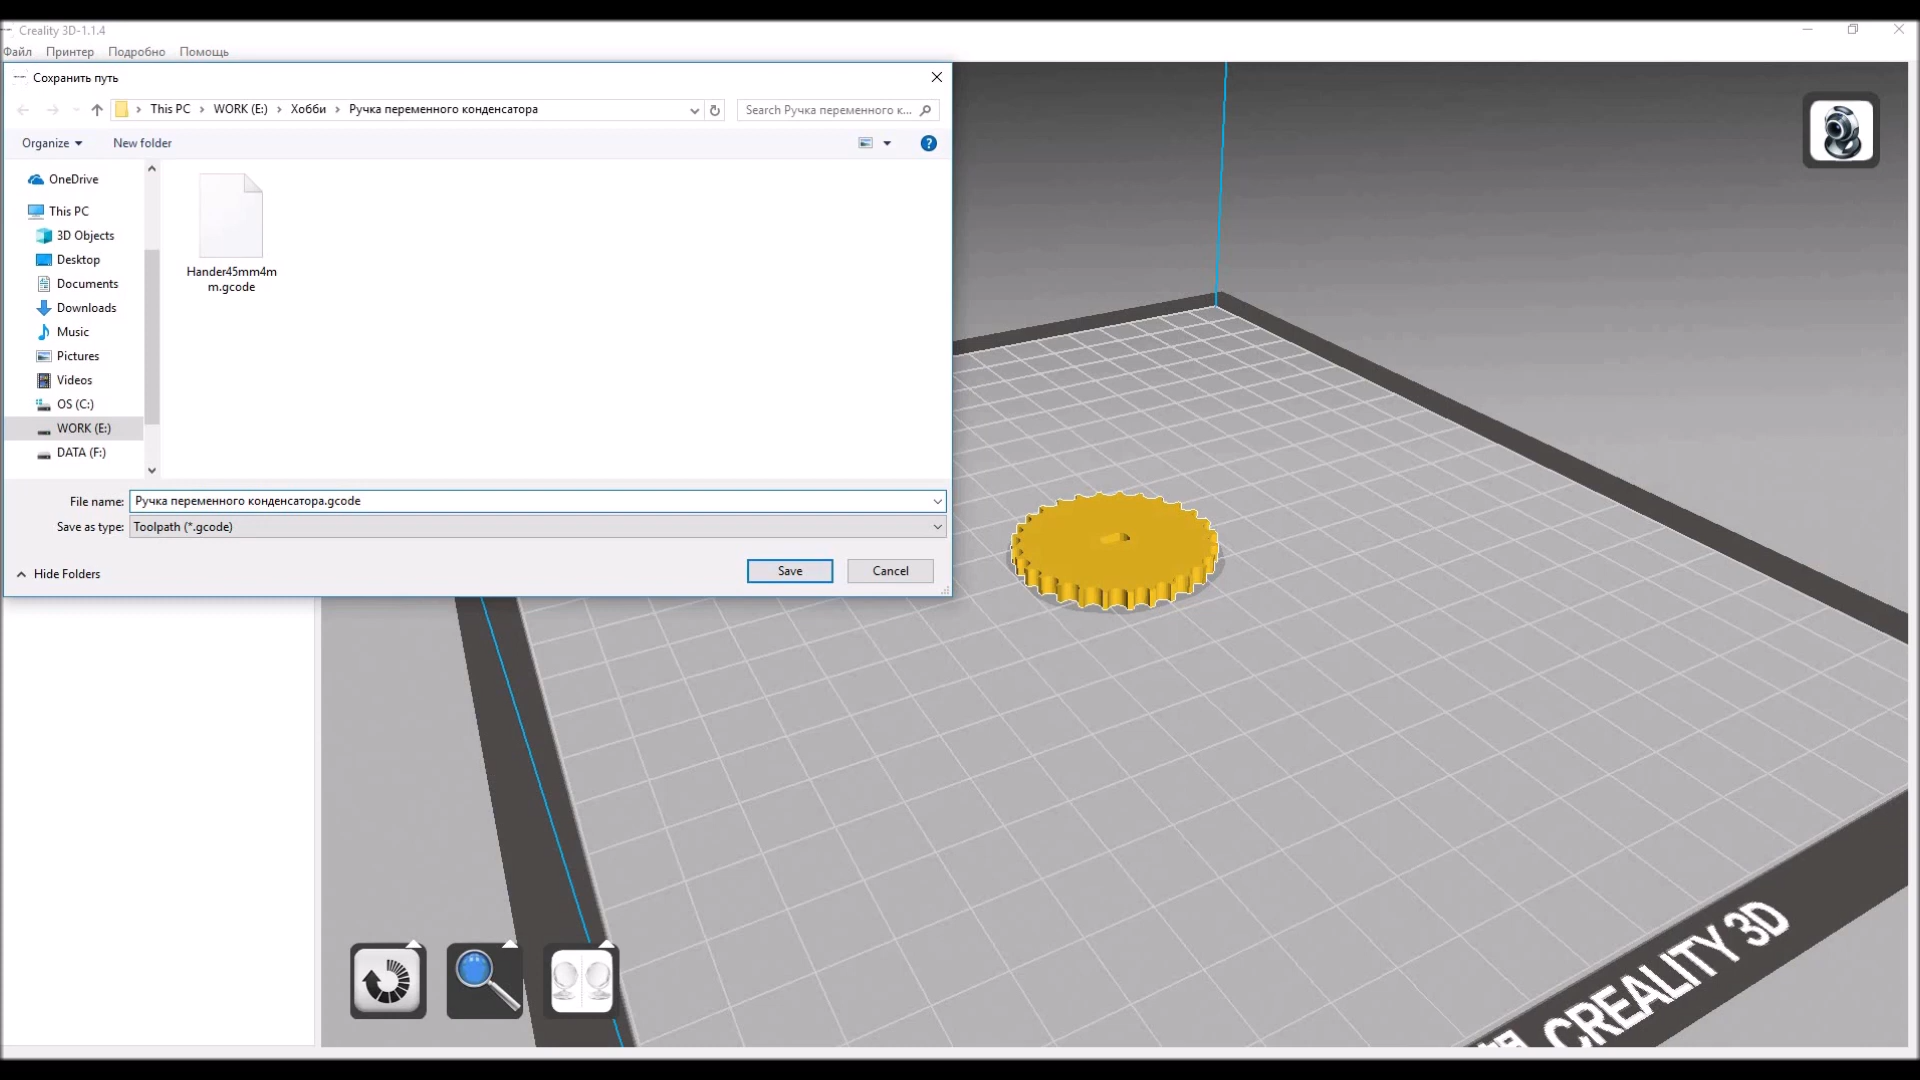 Creality 3D-1.1.4
Файл Принтер Подробно Помощь
Сохранить путь
This PC WORK (E:) Хобби Ручка переменного конденсатора
Search Ручка переменного к...
Organize New folder
OneDrive
This PC
3D Objects
Desktop
Documents
Downloads
Music
Pictures
Videos
OS (C:)
WORK (E:)
DATA (F:)
Hander45mm4m
m.gcode
File name: Ручка переменного конденсатора.gcode
Save as type: Toolpath (*.gcode)
Hide Folders
Save Cancel
CREALITY 3D